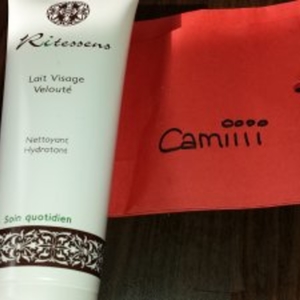 Ritessens
Lait Visage
Velouté
Nettoyant
Hydratant
Soin quotidien
Camiiii